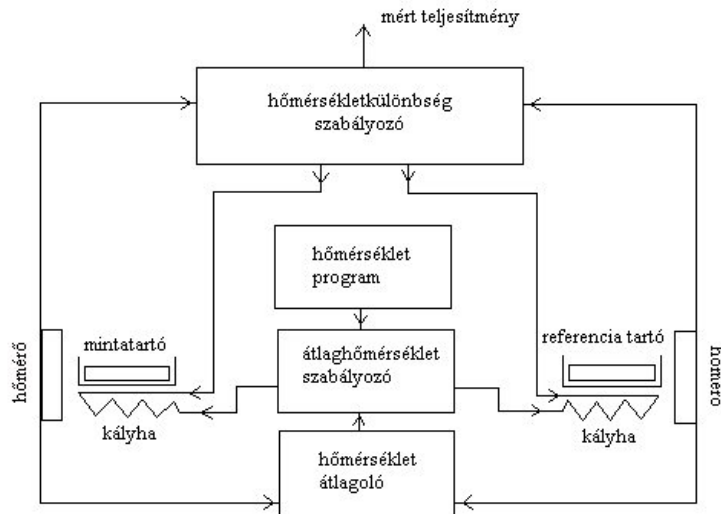 mért teljesítmény
hőmérsékletkülönbség
szabályozó
hőmérséklet
program
mintatartó
átlaghőmérséklet
szabályozó
referencia tartó
hőmérő
hőmérő
kályha
kályha
hőmérséklet
átlagoló